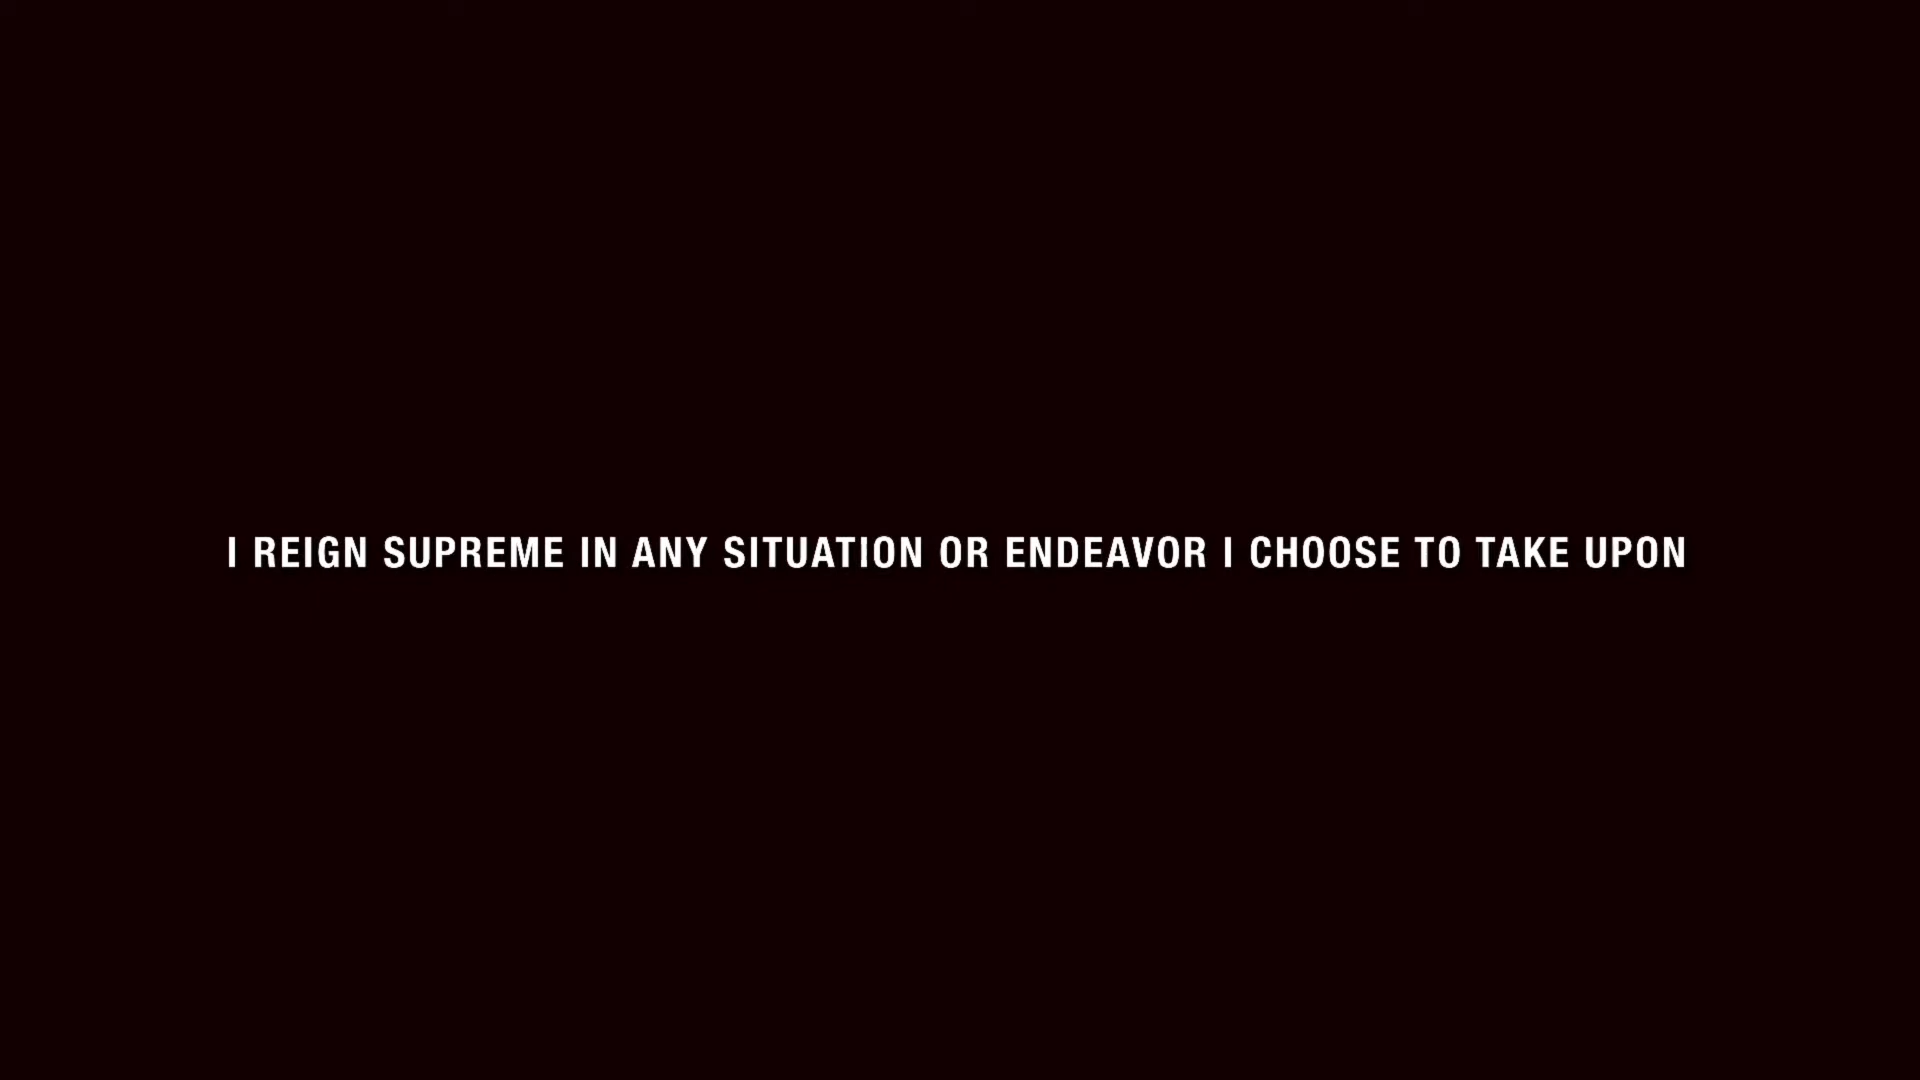 I REIGN SUPREME IN ANY SITUATION OR ENDEAVOR I CHOOSE TO TAKE UPON